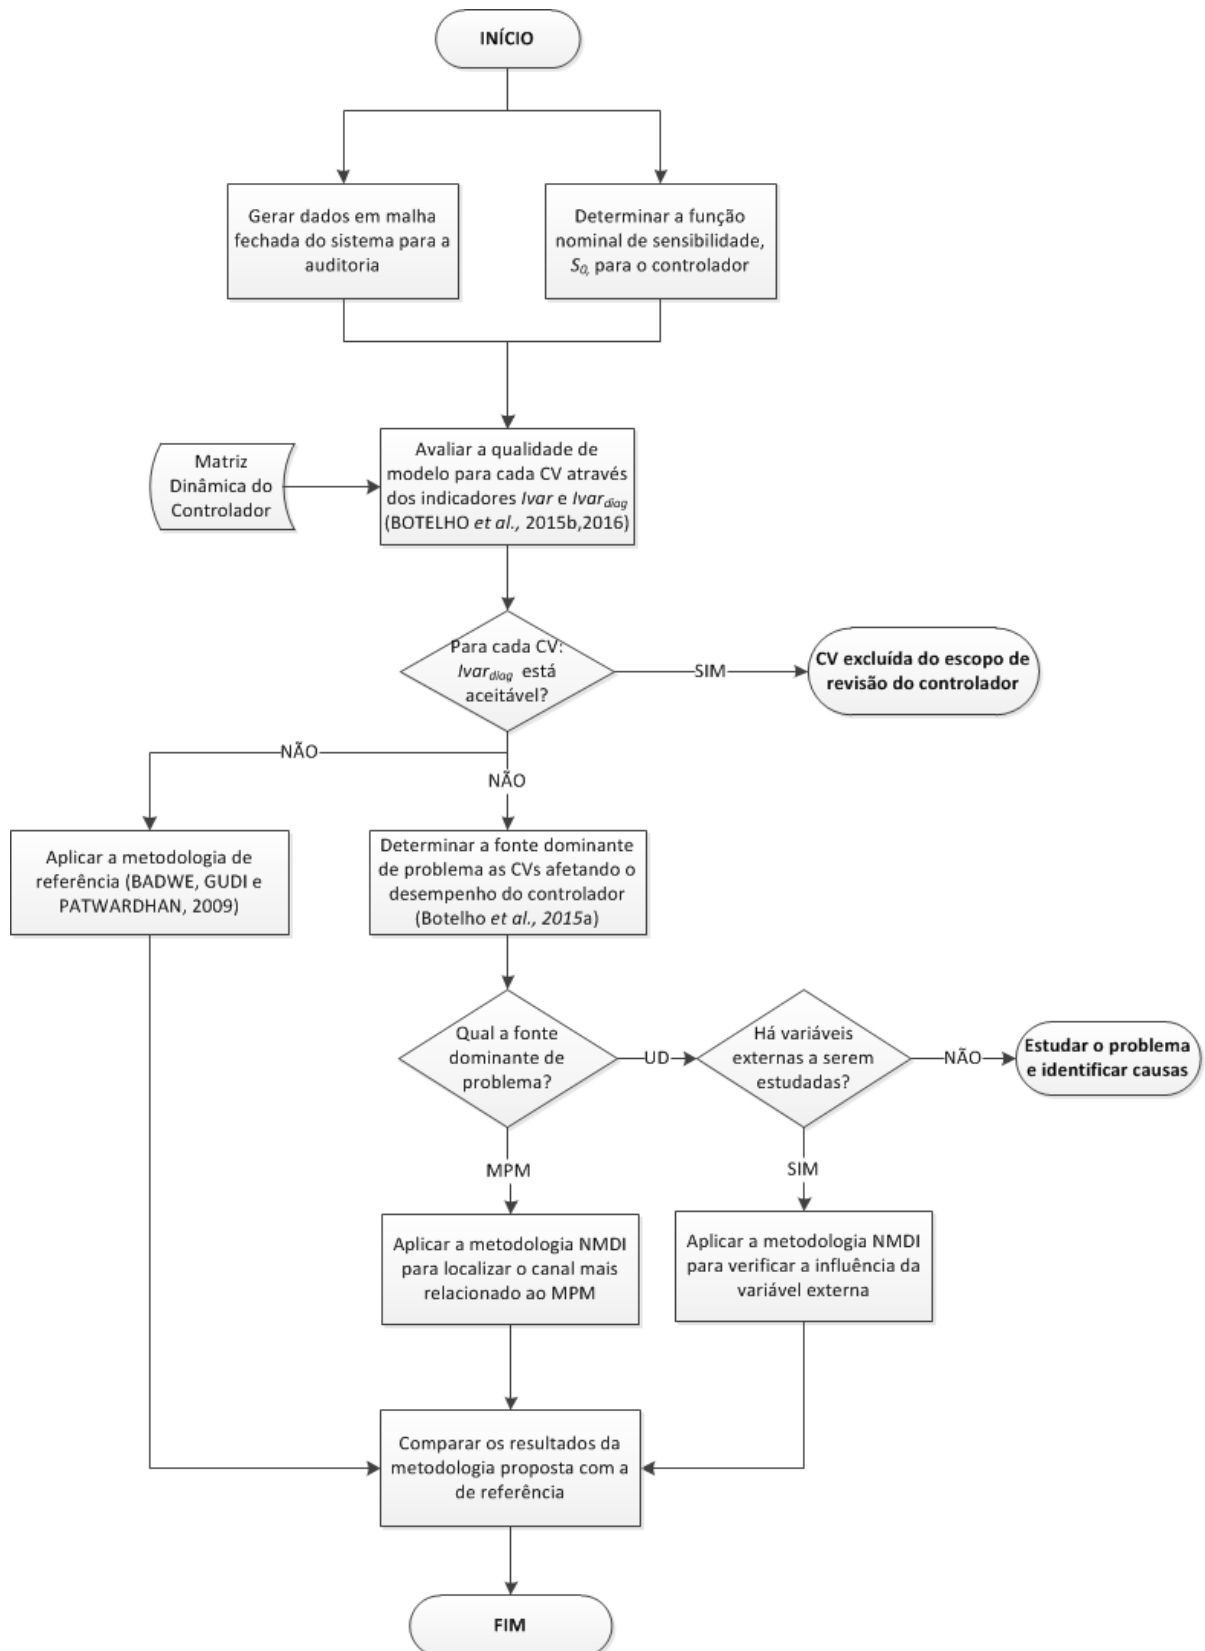 INÍCIO
Gerar dados em malha
fechada do sistema para a
auditoria
Determinar a função
nominal de sensibilidade,
S₀, para o controlador
Matriz
Dinâmica do
Controlador
Avaliar a qualidade de
modelo para cada CV através
dos indicadores Ivar e Ivar_diag
(BOTELHO et al., 2015b,2016)
Para cada CV:
Ivar_diag está
aceitável?
SIM
CV excluída do escopo de
revisão do controlador
NÃO
NÃO
Aplicar a metodologia de
referência (BADWE, GUDI e
PATWARDHAN, 2009)
Determinar a fonte dominante
de problema as CVs afetando o
desempenho do controlador
(Botelho et al., 2015a)
Qual a fonte
dominante de
problema?
UD
Há variáveis
externas a serem
estudadas?
NÃO
Estudar o problema
e identificar causas
MPM
SIM
Aplicar a metodologia NMDI
para localizar o canal mais
relacionado ao MPM
Aplicar a metodologia NMDI
para verificar a influência da
variável externa
Comparar os resultados da
metodologia proposta com a
de referência
FIM